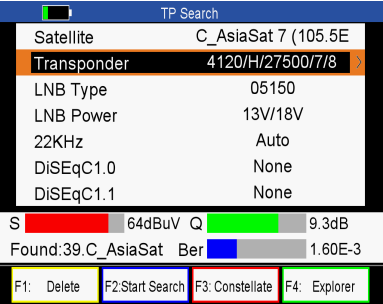 TP Search
Satellite C_AsiaSat 7 (105.5E
Transponder 4120/H/27500/7/8
LNB Type 05150
LNB Power 13V/18V
22KHz Auto
DiSEqC1.0 None
DiSEqC1.1 None
S 64dBuV Q 9.3dB
Found:39.C_AsiaSat Ber 1.60E-3
F1: Delete F2:Start Search F3: Constellate F4: Explorer